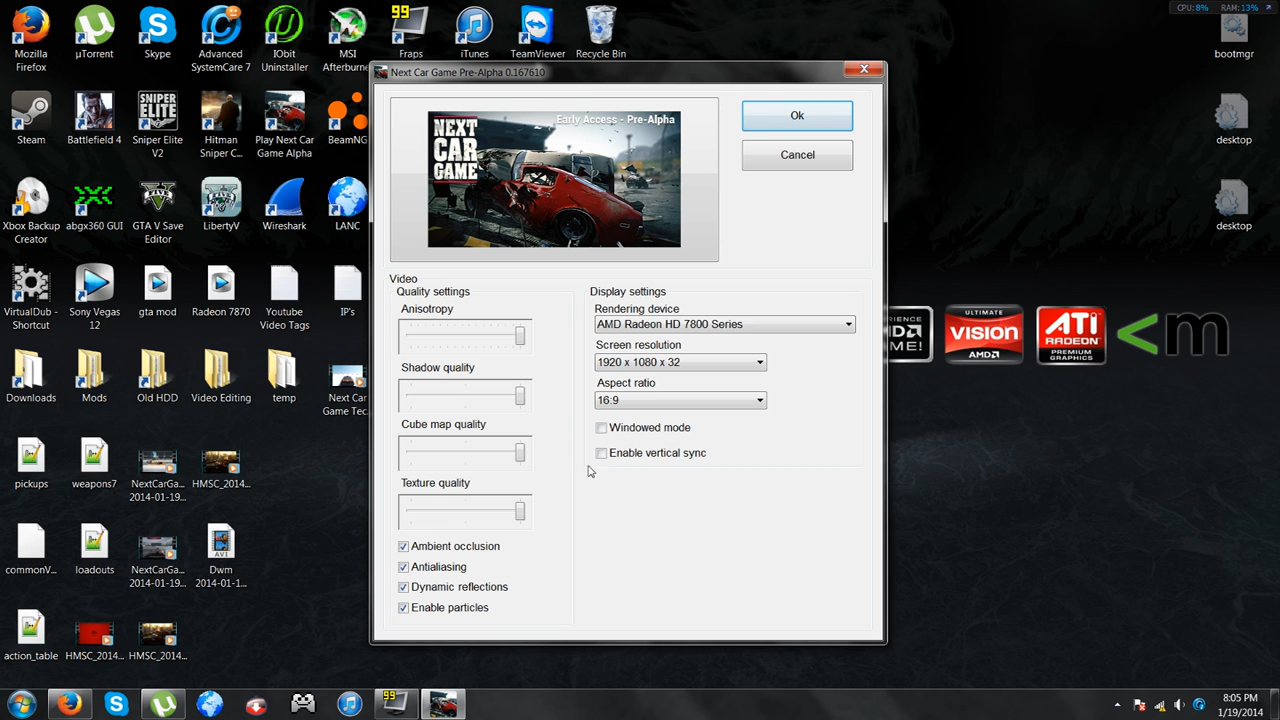 CPU: 8% RAM: 13%
99
Mozilla Firefox
µTorrent
Skype
Advanced SystemCare 7
IObit Uninstaller
MSI Afterburner
Fraps
iTunes
TeamViewer
Recycle Bin
bootmgr
Steam
Battlefield 4
SNIPER
ELITE
V2
Sniper Elite V2
Hitman Sniper C...
Play Next Car Game Alpha
BeamNG
desktop
Xbox Backup Creator
abgx360 GUI
GTA V Save Editor
LibertyV
Wireshark
LANC
desktop
VirtualDub - Shortcut
Sony Vegas 12
gta mod
Radeon 7870
Youtube Video Tags
IP's
Downloads
Mods
Old HDD
Video Editing
temp
Next Car Game Tec...
pickups
weapons7
NextCarGa... 2014-01-19...
HMSC_2014...
commonV...
loadouts
NextCarGa... 2014-01-19...
AVI
Dwm 2014-01-1...
action_table
HMSC_2014...
HMSC_2014...
Next Car Game Pre-Alpha 0.167610
Early Access - Pre-Alpha
NEXT
CAR
GAME
Ok
Cancel
Video
Quality settings
Anisotropy
Shadow quality
Cube map quality
Texture quality
Ambient occlusion
Antialiasing
Dynamic reflections
Enable particles
Display settings
Rendering device
AMD Radeon HD 7800 Series
Screen resolution
1920 x 1080 x 32
Aspect ratio
16:9
Windowed mode
Enable vertical sync
ULTIMATE
VISION
AMD
ATI
RADEON
PREMIUM
GRAPHICS
<m
99
8:05 PM
1/19/2014